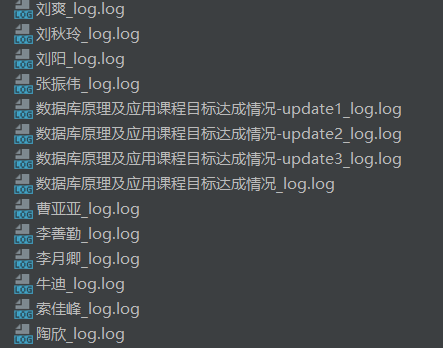 刘爽_log.log
刘秋玲_log.log
刘阳_log.log
张振伟_log.log
数据库原理及应用课程目标达成情况-update1_log.log
数据库原理及应用课程目标达成情况-update2_log.log
数据库原理及应用课程目标达成情况-update3_log.log
数据库原理及应用课程目标达成情况_log.log
曹亚亚_log.log
李善勤_log.log
李月卿_log.log
牛迪_log.log
索佳峰_log.log
陶欣_log.log